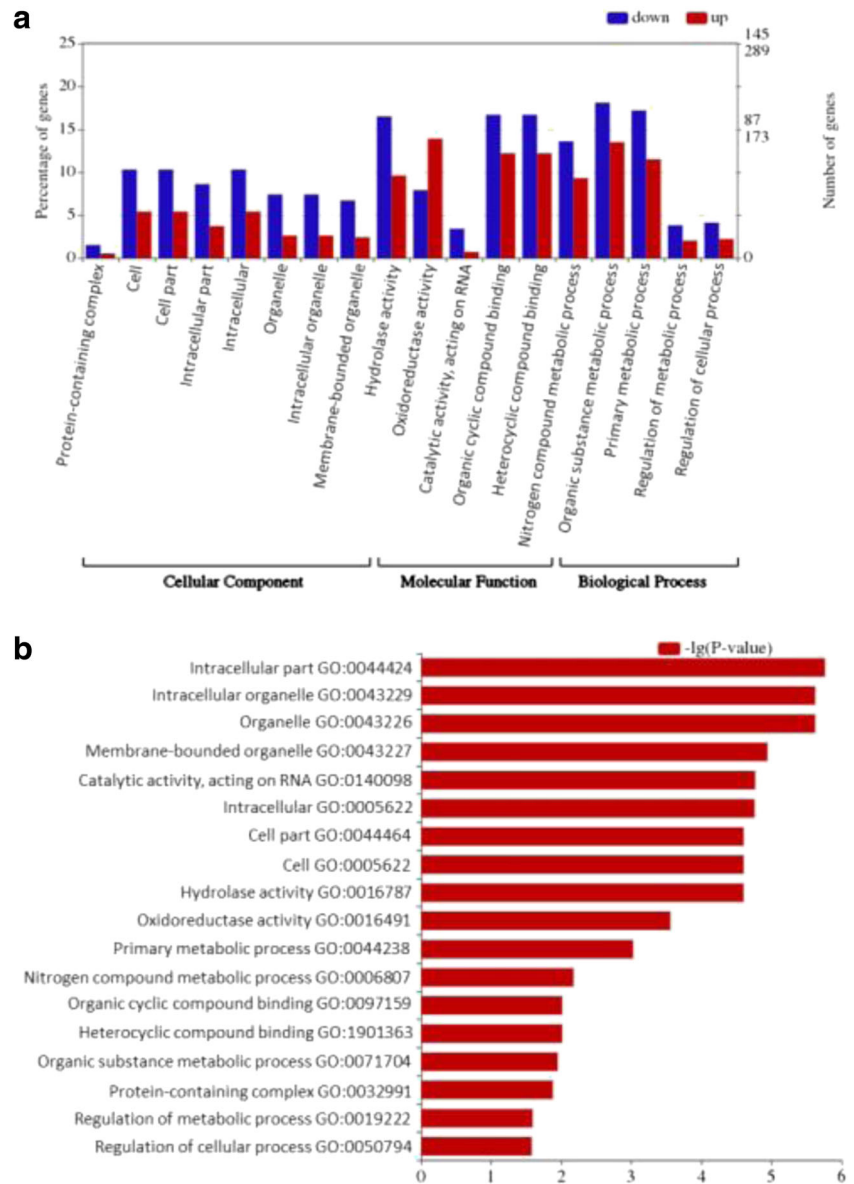 a
down
up
25
20
15
10
5
0
Percentage of genes
145
289
87
173
0
Number of genes
Protein-containing complex
Cell
Cell part
Intracellular part
Intracellular
Organelle
Intracellular organelle
Membrane-bounded organelle
Hydrolase activity
Oxidoreductase activity
Catalytic activity, acting on RNA
Organic cyclic compound binding
Heterocyclic compound binding
Nitrogen compound metabolic process
Organic substance metabolic process
Primary metabolic process
Regulation of metabolic process
Regulation of cellular process
Cellular Component
Molecular Function
Biological Process
b
-lg(P-value)
Intracellular part GO:0044424
Intracellular organelle GO:0043229
Organelle GO:0043226
Membrane-bounded organelle GO:0043227
Catalytic activity, acting on RNA GO:0140098
Intracellular GO:0005622
Cell part GO:0044464
Cell GO:0005622
Hydrolase activity GO:0016787
Oxidoreductase activity GO:0016491
Primary metabolic process GO:0044238
Nitrogen compound metabolic process GO:0006807
Organic cyclic compound binding GO:0097159
Heterocyclic compound binding GO:1901363
Organic substance metabolic process GO:0071704
Protein-containing complex GO:0032991
Regulation of metabolic process GO:0019222
Regulation of cellular process GO:0050794
0 1 2 3 4 5 6